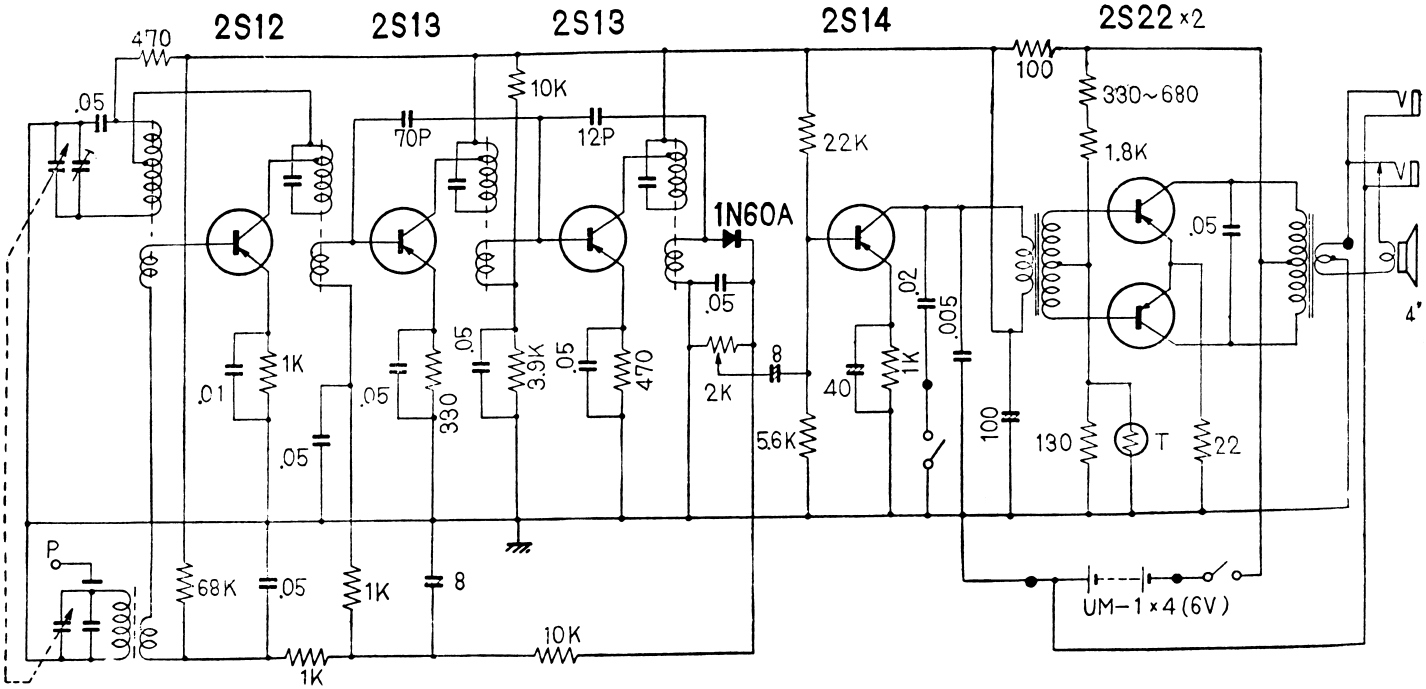 2S12
2S13
2S13
2S14
2S22 ×2
470
100
.05
10K
330~680
70P
12P
22K
1.8K
1N60A
.05
.05
.02
.005
4"
.01
1K
.05
330
.05
3.9K
.05
470
2K
8
40
1K
.05
5.6K
100
130
T
22
P
68K
.05
1K
8
UM-1×4(6V)
10K
1K